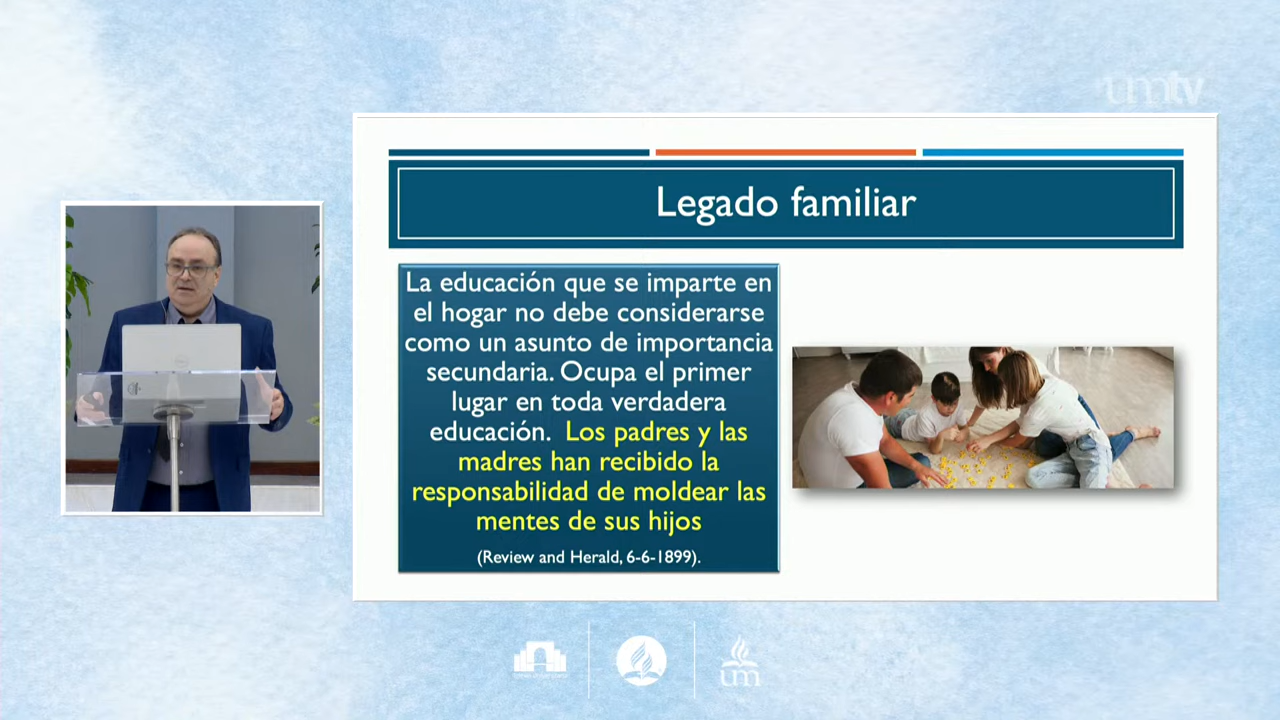 umtv
Legado familiar
La educación que se imparte en
el hogar no debe considerarse
como un asunto de importancia
secundaria. Ocupa el primer
lugar en toda verdadera
educación. Los padres y las
madres han recibido la
responsabilidad de moldear las
mentes de sus hijos
(Review and Herald, 6-6-1899).
um